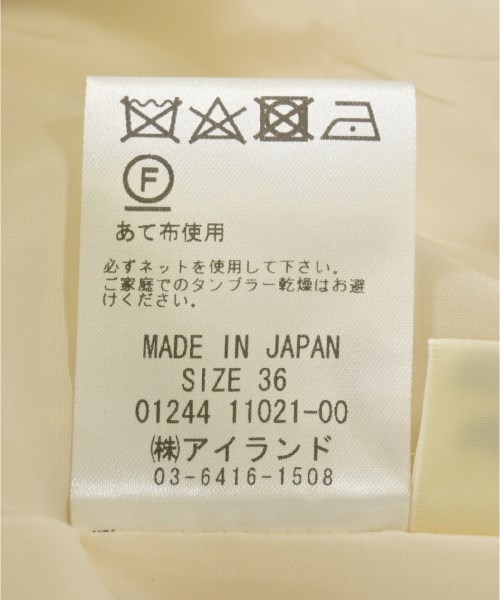 F
あて布使用
必ずネットを使用して下さい。
ご家庭でのタンブラー乾燥はお避
けください。
MADE IN JAPAN
SIZE 36
01244 11021-00
㈱アイランド
03-6416-1508